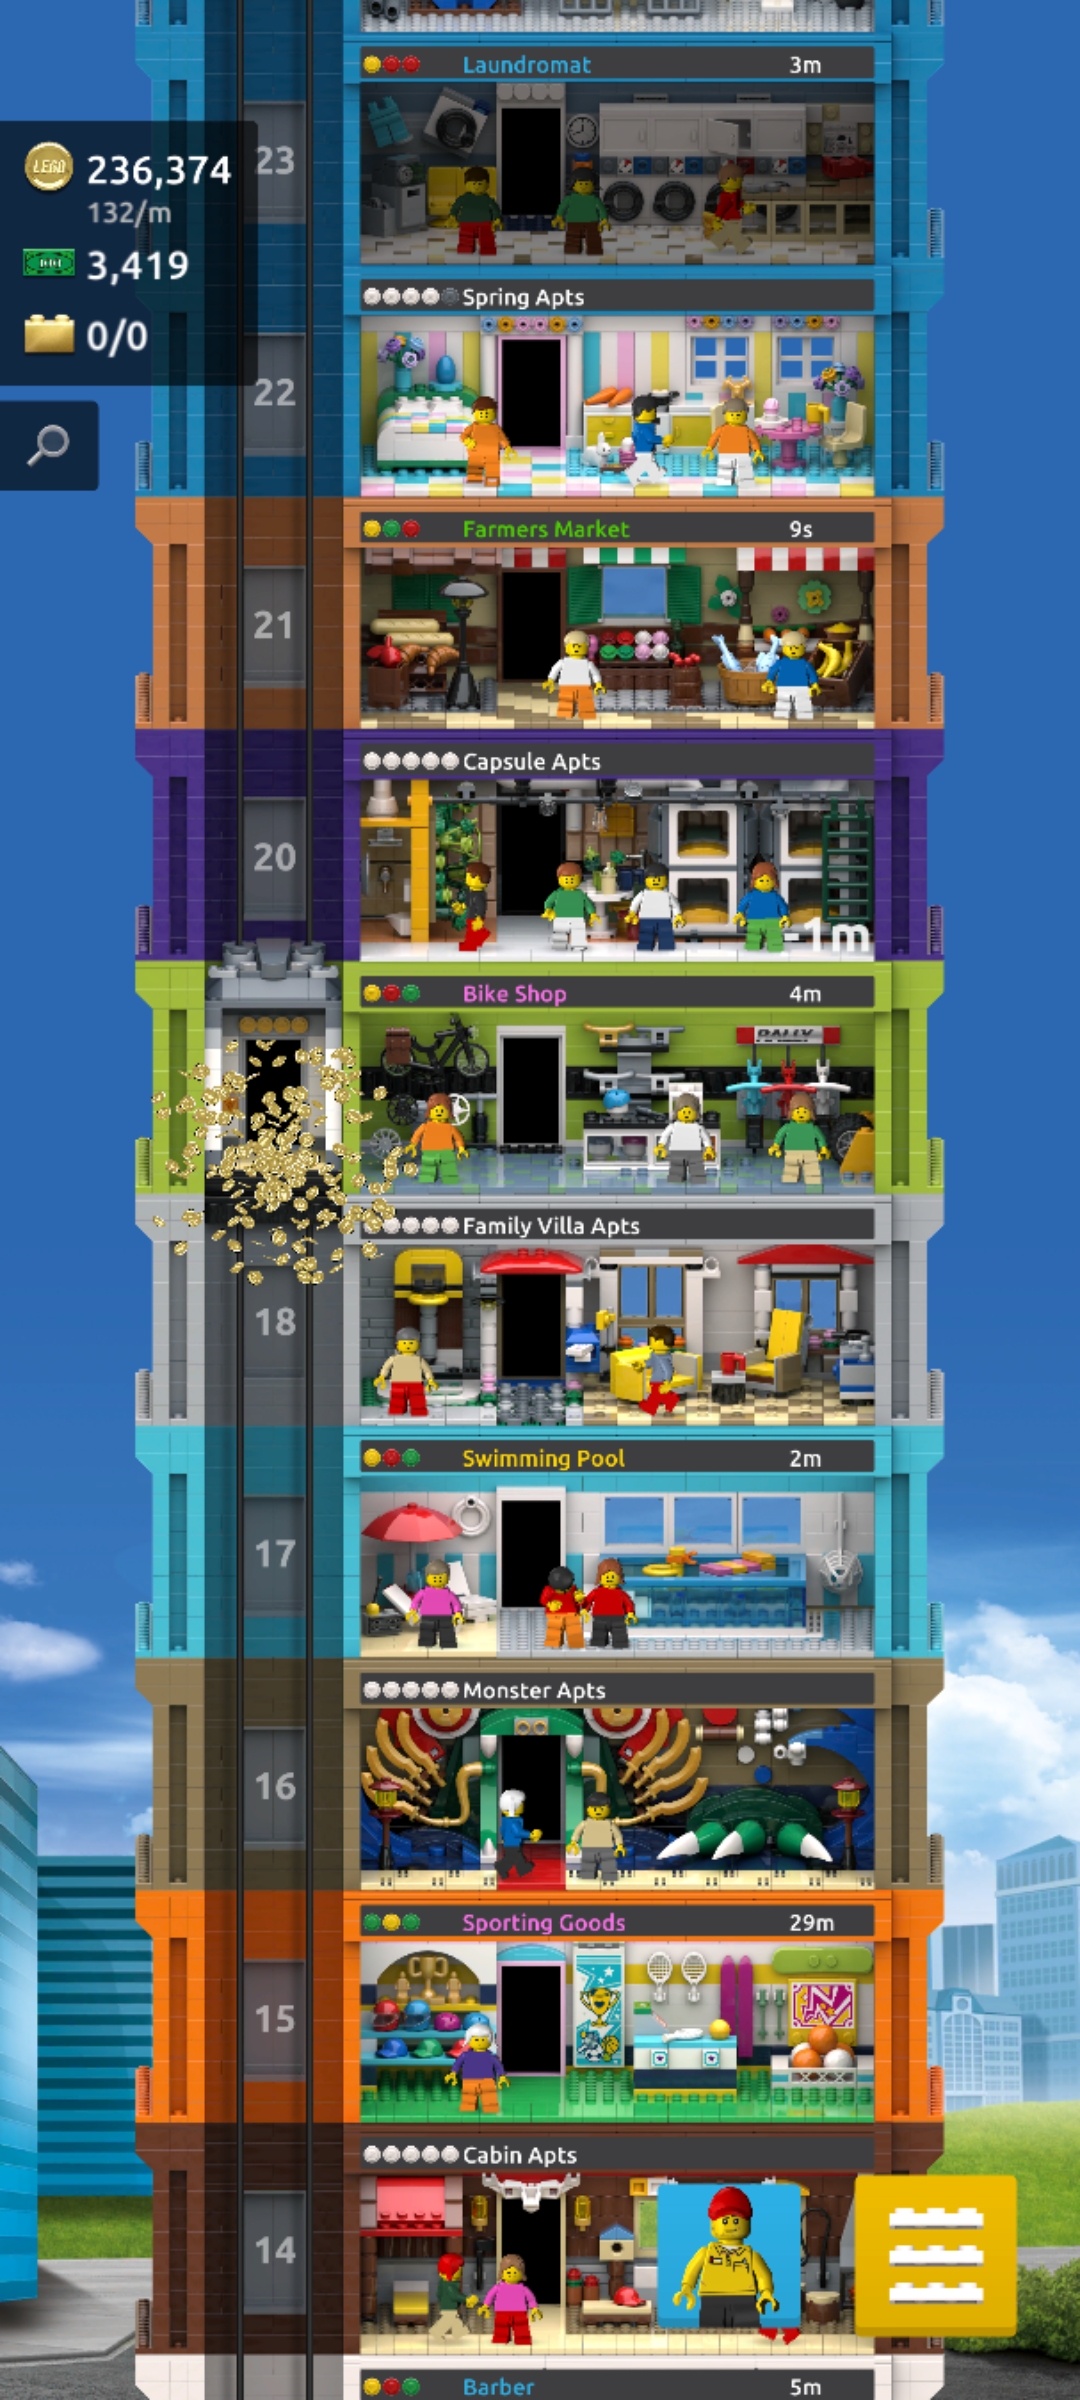 Laundromat 3m
23
LEGO 236,374
132/m
3,419
0/0
Spring Apts
22
Farmers Market 9s
21
Capsule Apts
20
-1m
Bike Shop 4m
RALLY
Family Villa Apts
18
Swimming Pool 2m
17
Monster Apts
16
Sporting Goods 29m
15
Cabin Apts
14
Barber 5m